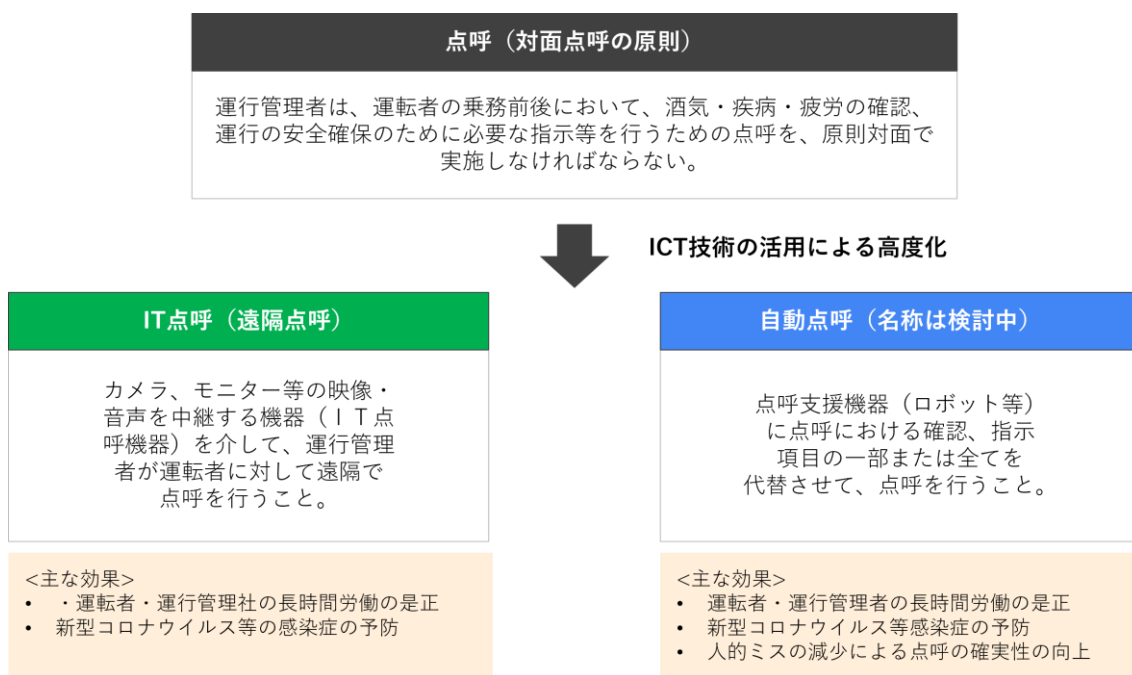 点呼（対面点呼の原則）
運行管理者は、運転者の乗務前後において、酒気・疾病・疲労の確認、
運行の安全確保のために必要な指示等を行うための点呼を、原則対面で
実施しなければならない。
ICT技術の活用による高度化
IT点呼（遠隔点呼）
カメラ、モニター等の映像・
音声を中継する機器（ＩＴ点
呼機器）を介して、運行管理
者が運転者に対して遠隔で
点呼を行うこと。
<主な効果>
• ・運転者・運行管理社の長時間労働の是正
• 新型コロナウイルス等の感染症の予防
自動点呼（名称は検討中）
点呼支援機器（ロボット等）
に点呼における確認、指示
項目の一部または全てを
代替させて、点呼を行うこと。
<主な効果>
• 運転者・運行管理者の長時間労働の是正
• 新型コロナウイルス等感染症の予防
• 人的ミスの減少による点呼の確実性の向上